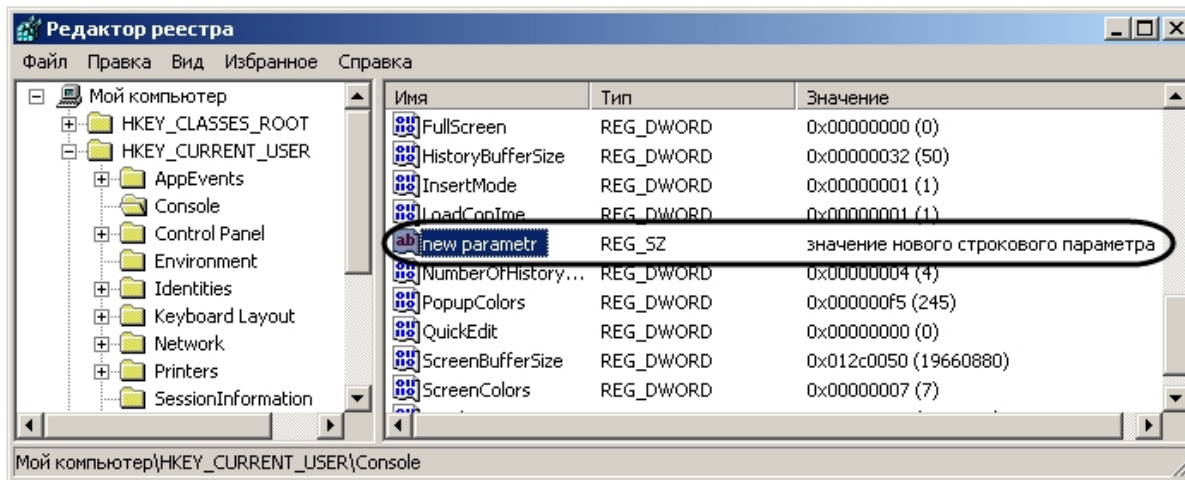 Редактор реестра
Файл Правка Вид Избранное Справка
Мой компьютер
HKEY_CLASSES_ROOT
HKEY_CURRENT_USER
AppEvents
Console
Control Panel
Environment
Identities
Keyboard Layout
Network
Printers
SessionInformation
Имя Тип Значение
FullScreen REG_DWORD 0x00000000 (0)
HistoryBufferSize REG_DWORD 0x00000032 (50)
InsertMode REG_DWORD 0x00000001 (1)
LoadConIme REG_DWORD 0x00000001 (1)
new parametr REG_SZ значение нового строкового параметра
NumberOfHistory... REG_DWORD 0x00000004 (4)
PopupColors REG_DWORD 0x000000f5 (245)
QuickEdit REG_DWORD 0x00000000 (0)
ScreenBufferSize REG_DWORD 0x012c0050 (19660880)
ScreenColors REG_DWORD 0x00000007 (7)
Мой компьютер\HKEY_CURRENT_USER\Console